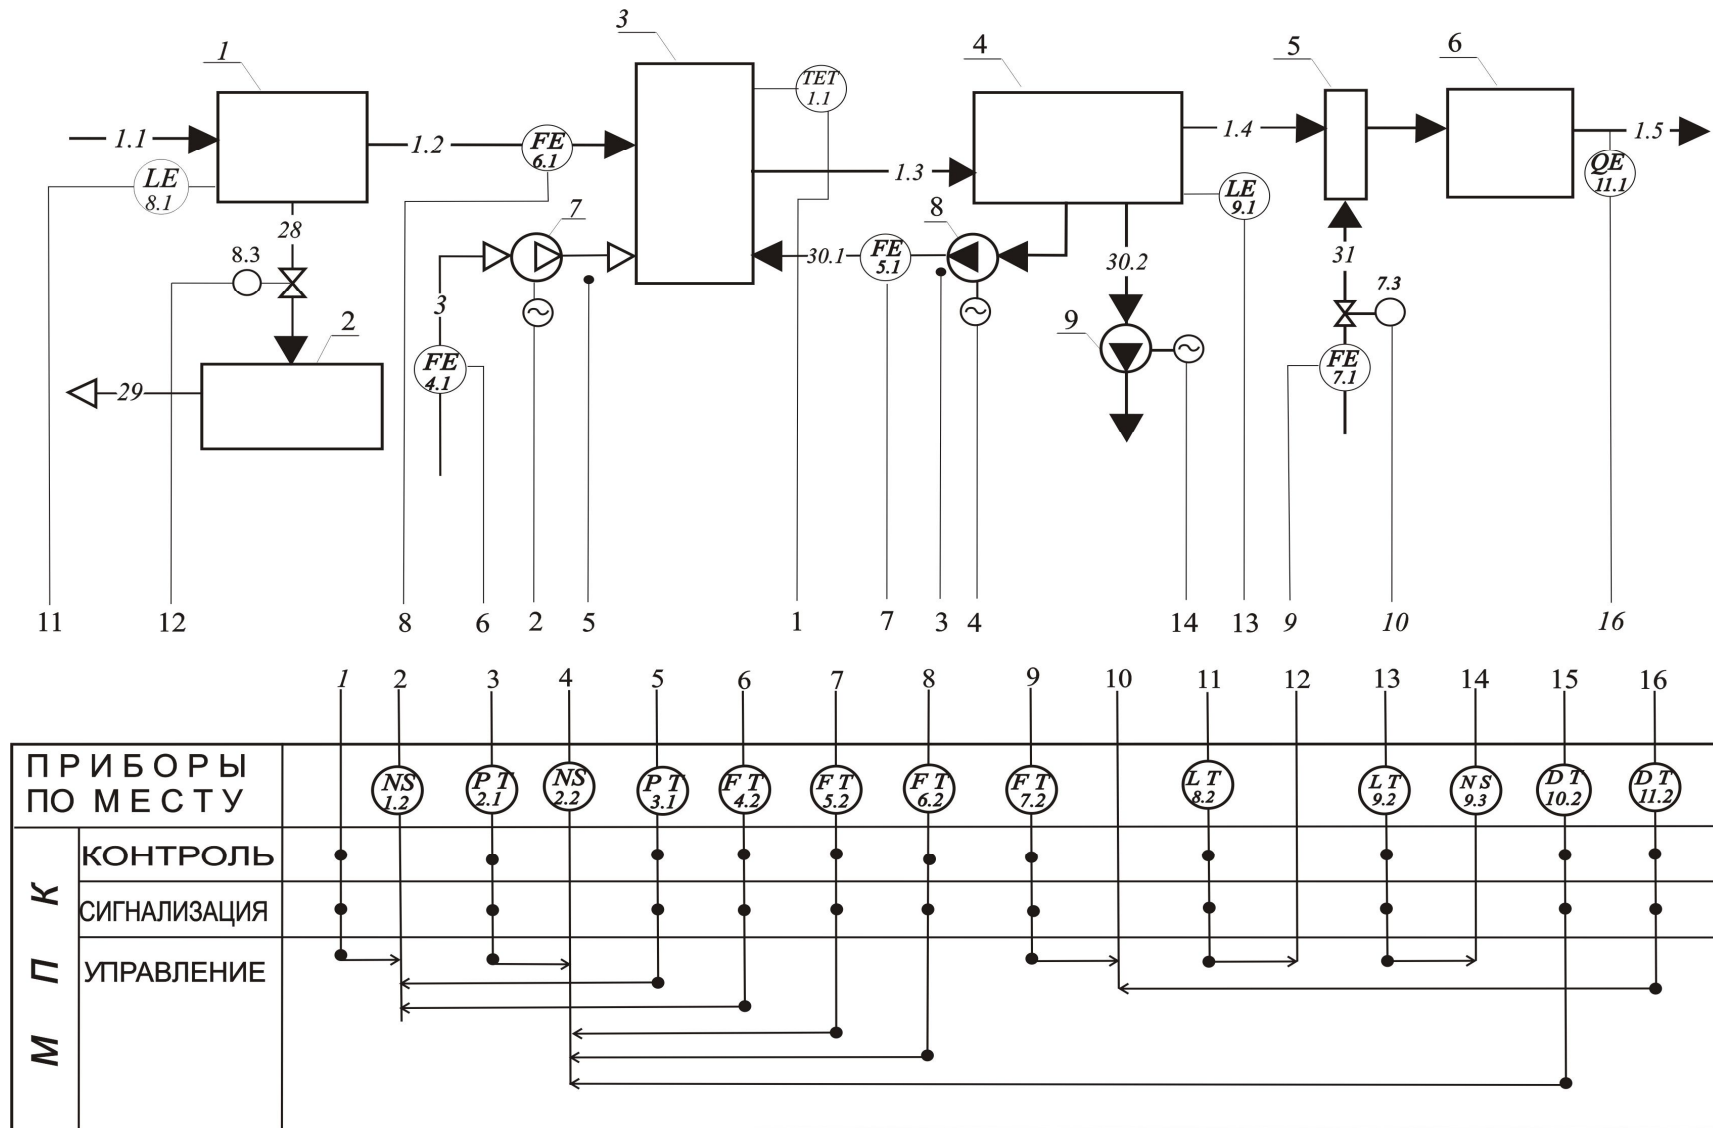 1
3
4
5
6
TET
1.1
1.1
1.2
FE
6.1
1.4
1.5
LE
8.1
1.3
LE
9.1
QE
11.1
28
7
8
8.3
30.1
FE
5.1
30.2
31
3
2
9
7.3
FE
4.1
FE
7.1
29
11 12 8 6 2 5 1 7 3 4 14 13 9 10 16
1 2 3 4 5 6 7 8 9 10 11 12 13 14 15 16
ПРИБОРЫ
ПО МЕСТУ
NS
1.2
PT
2.1
NS
2.2
PT
3.1
FT
4.2
FT
5.2
FT
6.2
FT
7.2
LT
8.2
LT
9.2
NS
9.3
DT
10.2
DT
11.2
МПК
КОНТРОЛЬ
СИГНАЛИЗАЦИЯ
УПРАВЛЕНИЕ